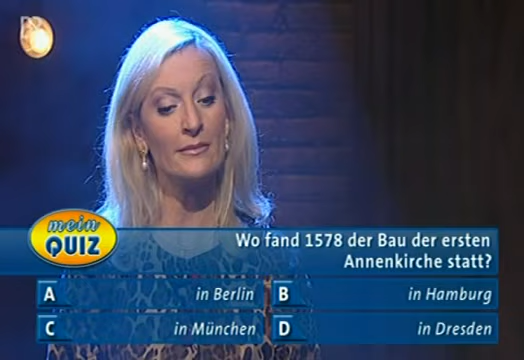 mein
QUIZ
Wo fand 1578 der Bau der ersten
Annenkirche statt?
A in Berlin
B in Hamburg
C in München
D in Dresden